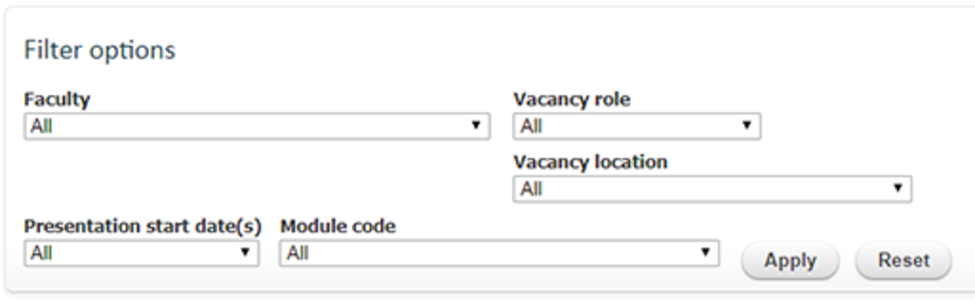 Filter options
Faculty Vacancy role
All All
Vacancy location
All
Presentation start date(s) Module code
All All Apply Reset